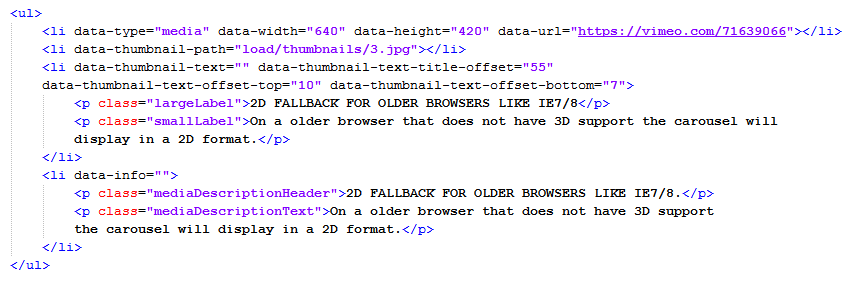 <ul>
<li data-type="media" data-width="640" data-height="420" data-url="https://vimeo.com/71639066"></li>
<li data-thumbnail-path="load/thumbnails/3.jpg"></li>
<li data-thumbnail-text="" data-thumbnail-text-title-offset="55"
data-thumbnail-text-offset-top="10" data-thumbnail-text-offset-bottom="7">
<p class="largeLabel">2D FALLBACK FOR OLDER BROWSERS LIKE IE7/8</p>
<p class="smallLabel">On a older browser that does not have 3D support the carousel will
display in a 2D format.</p>
</li>
<li data-info="">
<p class="mediaDescriptionHeader">2D FALLBACK FOR OLDER BROWSERS LIKE IE7/8.</p>
<p class="mediaDescriptionText">On a older browser that does not have 3D support
the carousel will display in a 2D format.</p>
</li>
</ul>